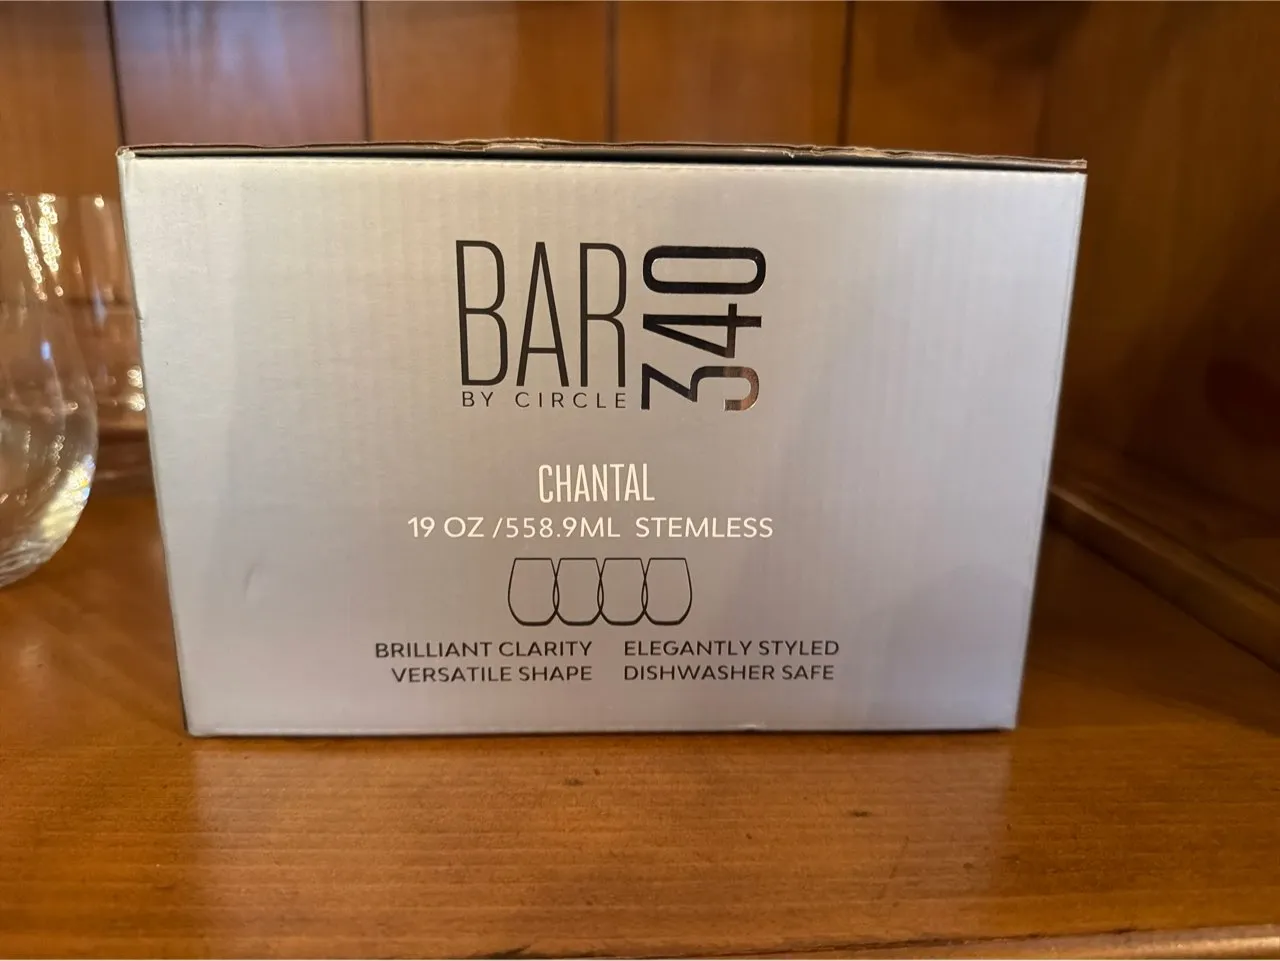 BAR 340
BY CIRCLE
CHANTAL
19 OZ /558.9ML STEMLESS
BRILLIANT CLARITY ELEGANTLY STYLED
VERSATILE SHAPE DISHWASHER SAFE